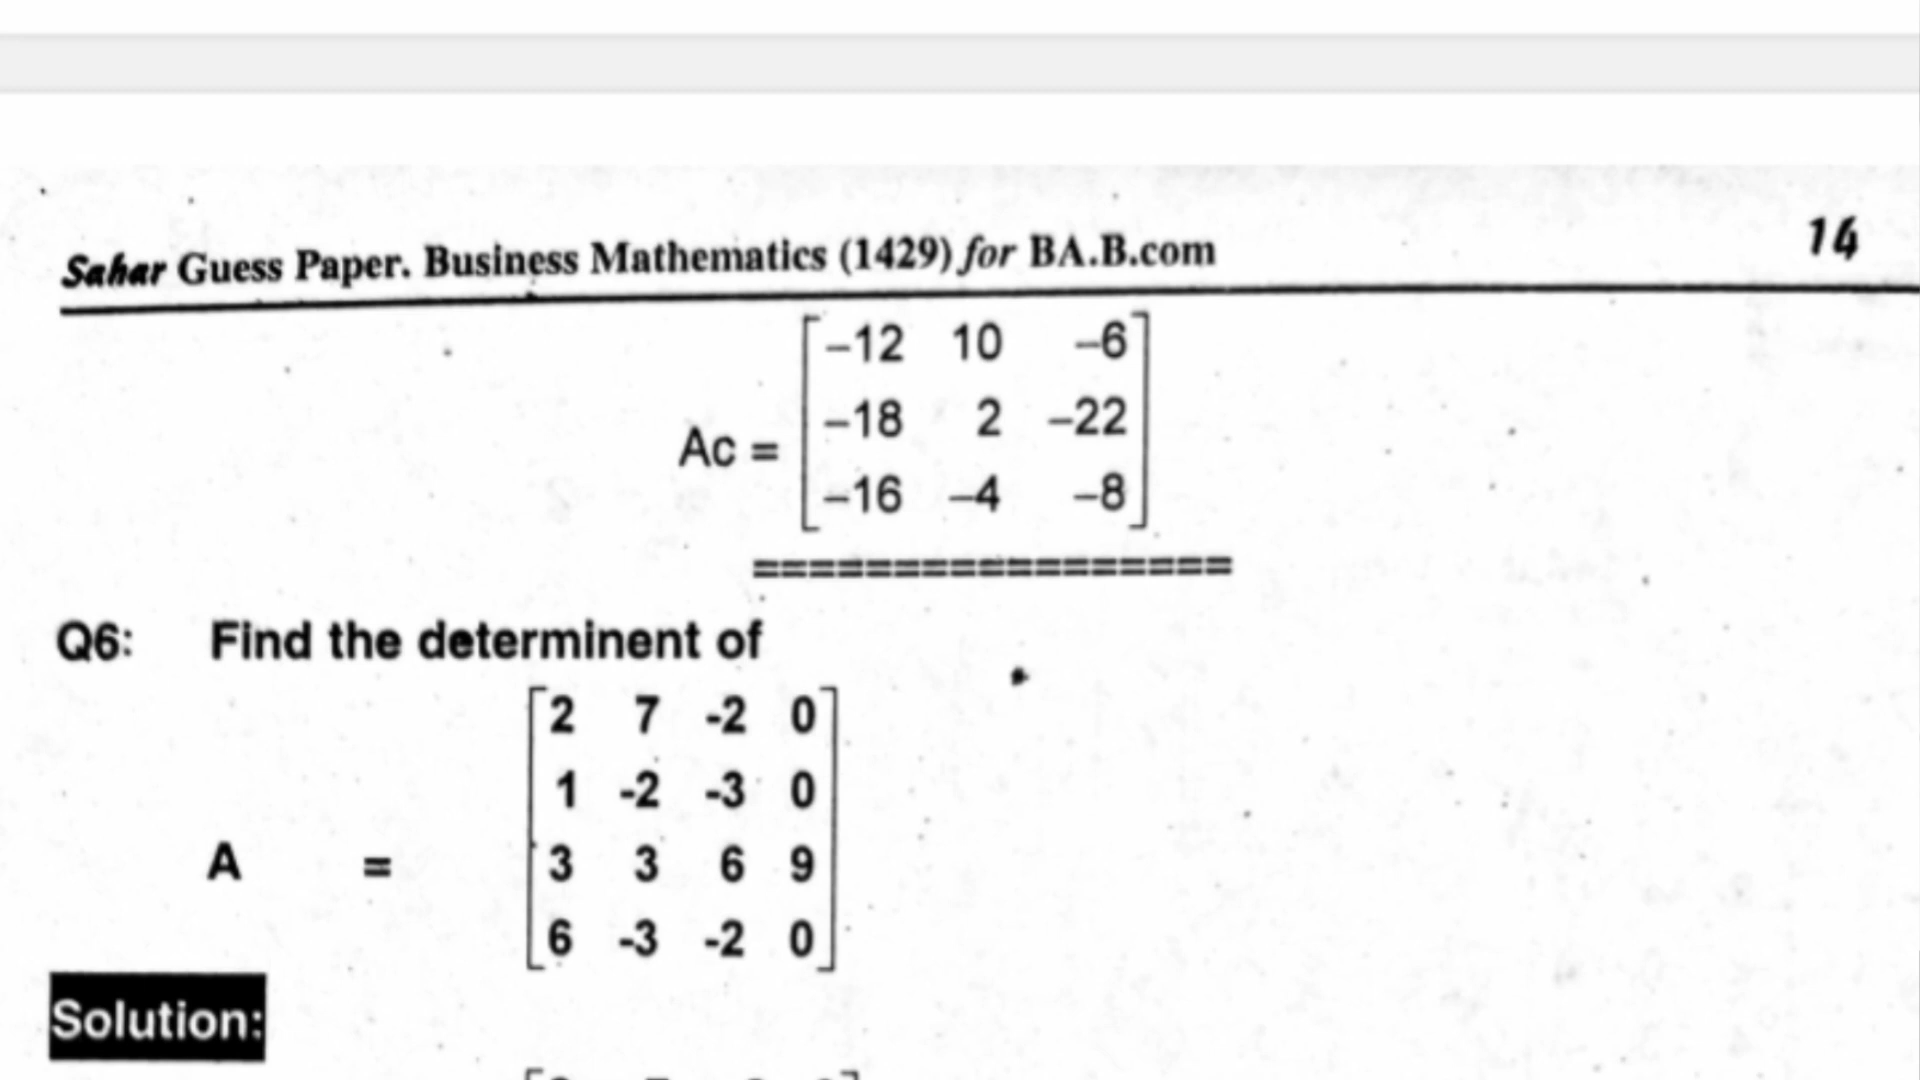 Sahar Guess Paper. Business Mathematics (1429) for BA.B.com 14
-12 10 -6
-18 2 -22
Ac =
-16 -4 -8
=================
Q6: Find the determinent of
2 7 -2 0
1 -2 -3 0
A = 3 3 6 9
6 -3 -2 0
Solution: